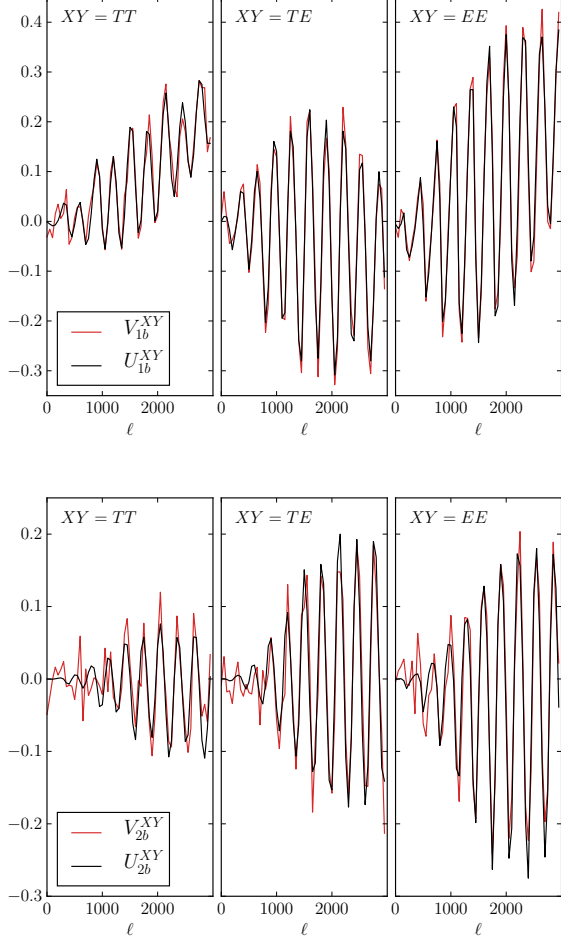 XY = TT XY = TE XY = EE
0.4
0.3
0.2
0.1
0.0
−0.1
−0.2
−0.3
V_{1b}^{XY}
U_{1b}^{XY}
0 1000 2000 0 1000 2000 0 1000 2000
ℓ ℓ ℓ
XY = TT XY = TE XY = EE
0.2
0.1
0.0
−0.1
−0.2
−0.3
V_{2b}^{XY}
U_{2b}^{XY}
0 1000 2000 0 1000 2000 0 1000 2000
ℓ ℓ ℓ